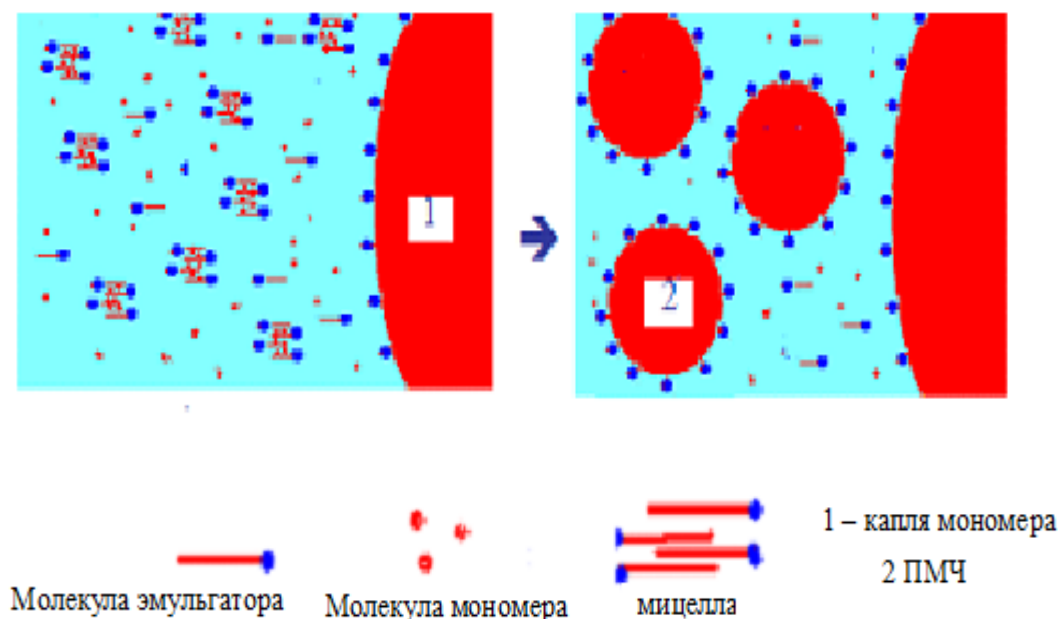 1
2
Молекула эмульгатора
Молекула мономера
мицелла
1 – капля мономера
2 ПМЧ